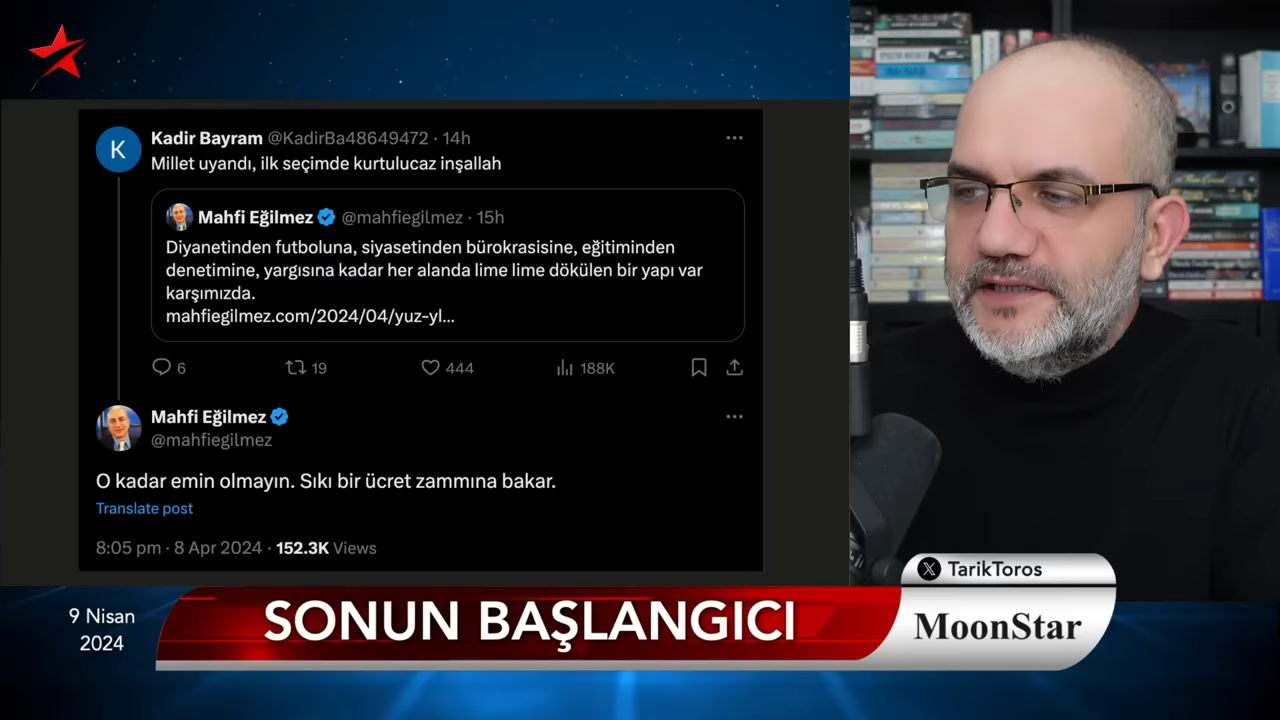 Kadir Bayram @KadirBa48649472 · 14h
Millet uyandı, ilk seçimde kurtulucaz inşallah
Mahfi Eğilmez @mahfiegilmez · 15h
Diyanetinden futboluna, siyasetinden bürokrasisine, eğitiminden
denetimine, yargısına kadar her alanda lime lime dökülen bir yapı var
karşımızda.
mahfiegilmez.com/2024/04/yuz-yl...
6 19 444 188K
Mahfi Eğilmez
@mahfiegilmez
O kadar emin olmayın. Sıkı bir ücret zammına bakar.
Translate post
8:05 pm · 8 Apr 2024 · 152.3K Views
K
X TarikToros
MoonStar
SONUN BAŞLANGICI
9 Nisan
2024